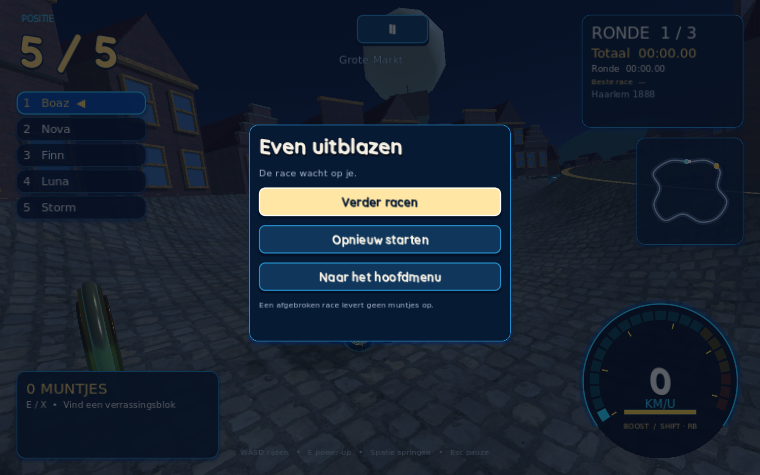 POSITIE
5 / 5
1 Boaz ◀
2 Nova
3 Finn
4 Luna
5 Storm
Grote Markt
RONDE 1 / 3
Totaal 00:00.00
Ronde 00:00.00
Beste race —
Haarlem 1888
Even uitblazen
De race wacht op je.
Verder racen
Opnieuw starten
Naar het hoofdmenu
Een afgebroken race levert geen muntjes op.
0 MUNTJES
E / X • Vind een verrassingsblok
0
KM/U
BOOST / SHIFT · RB
WASD rijden • E power-up • Spatie springen • Esc pauze